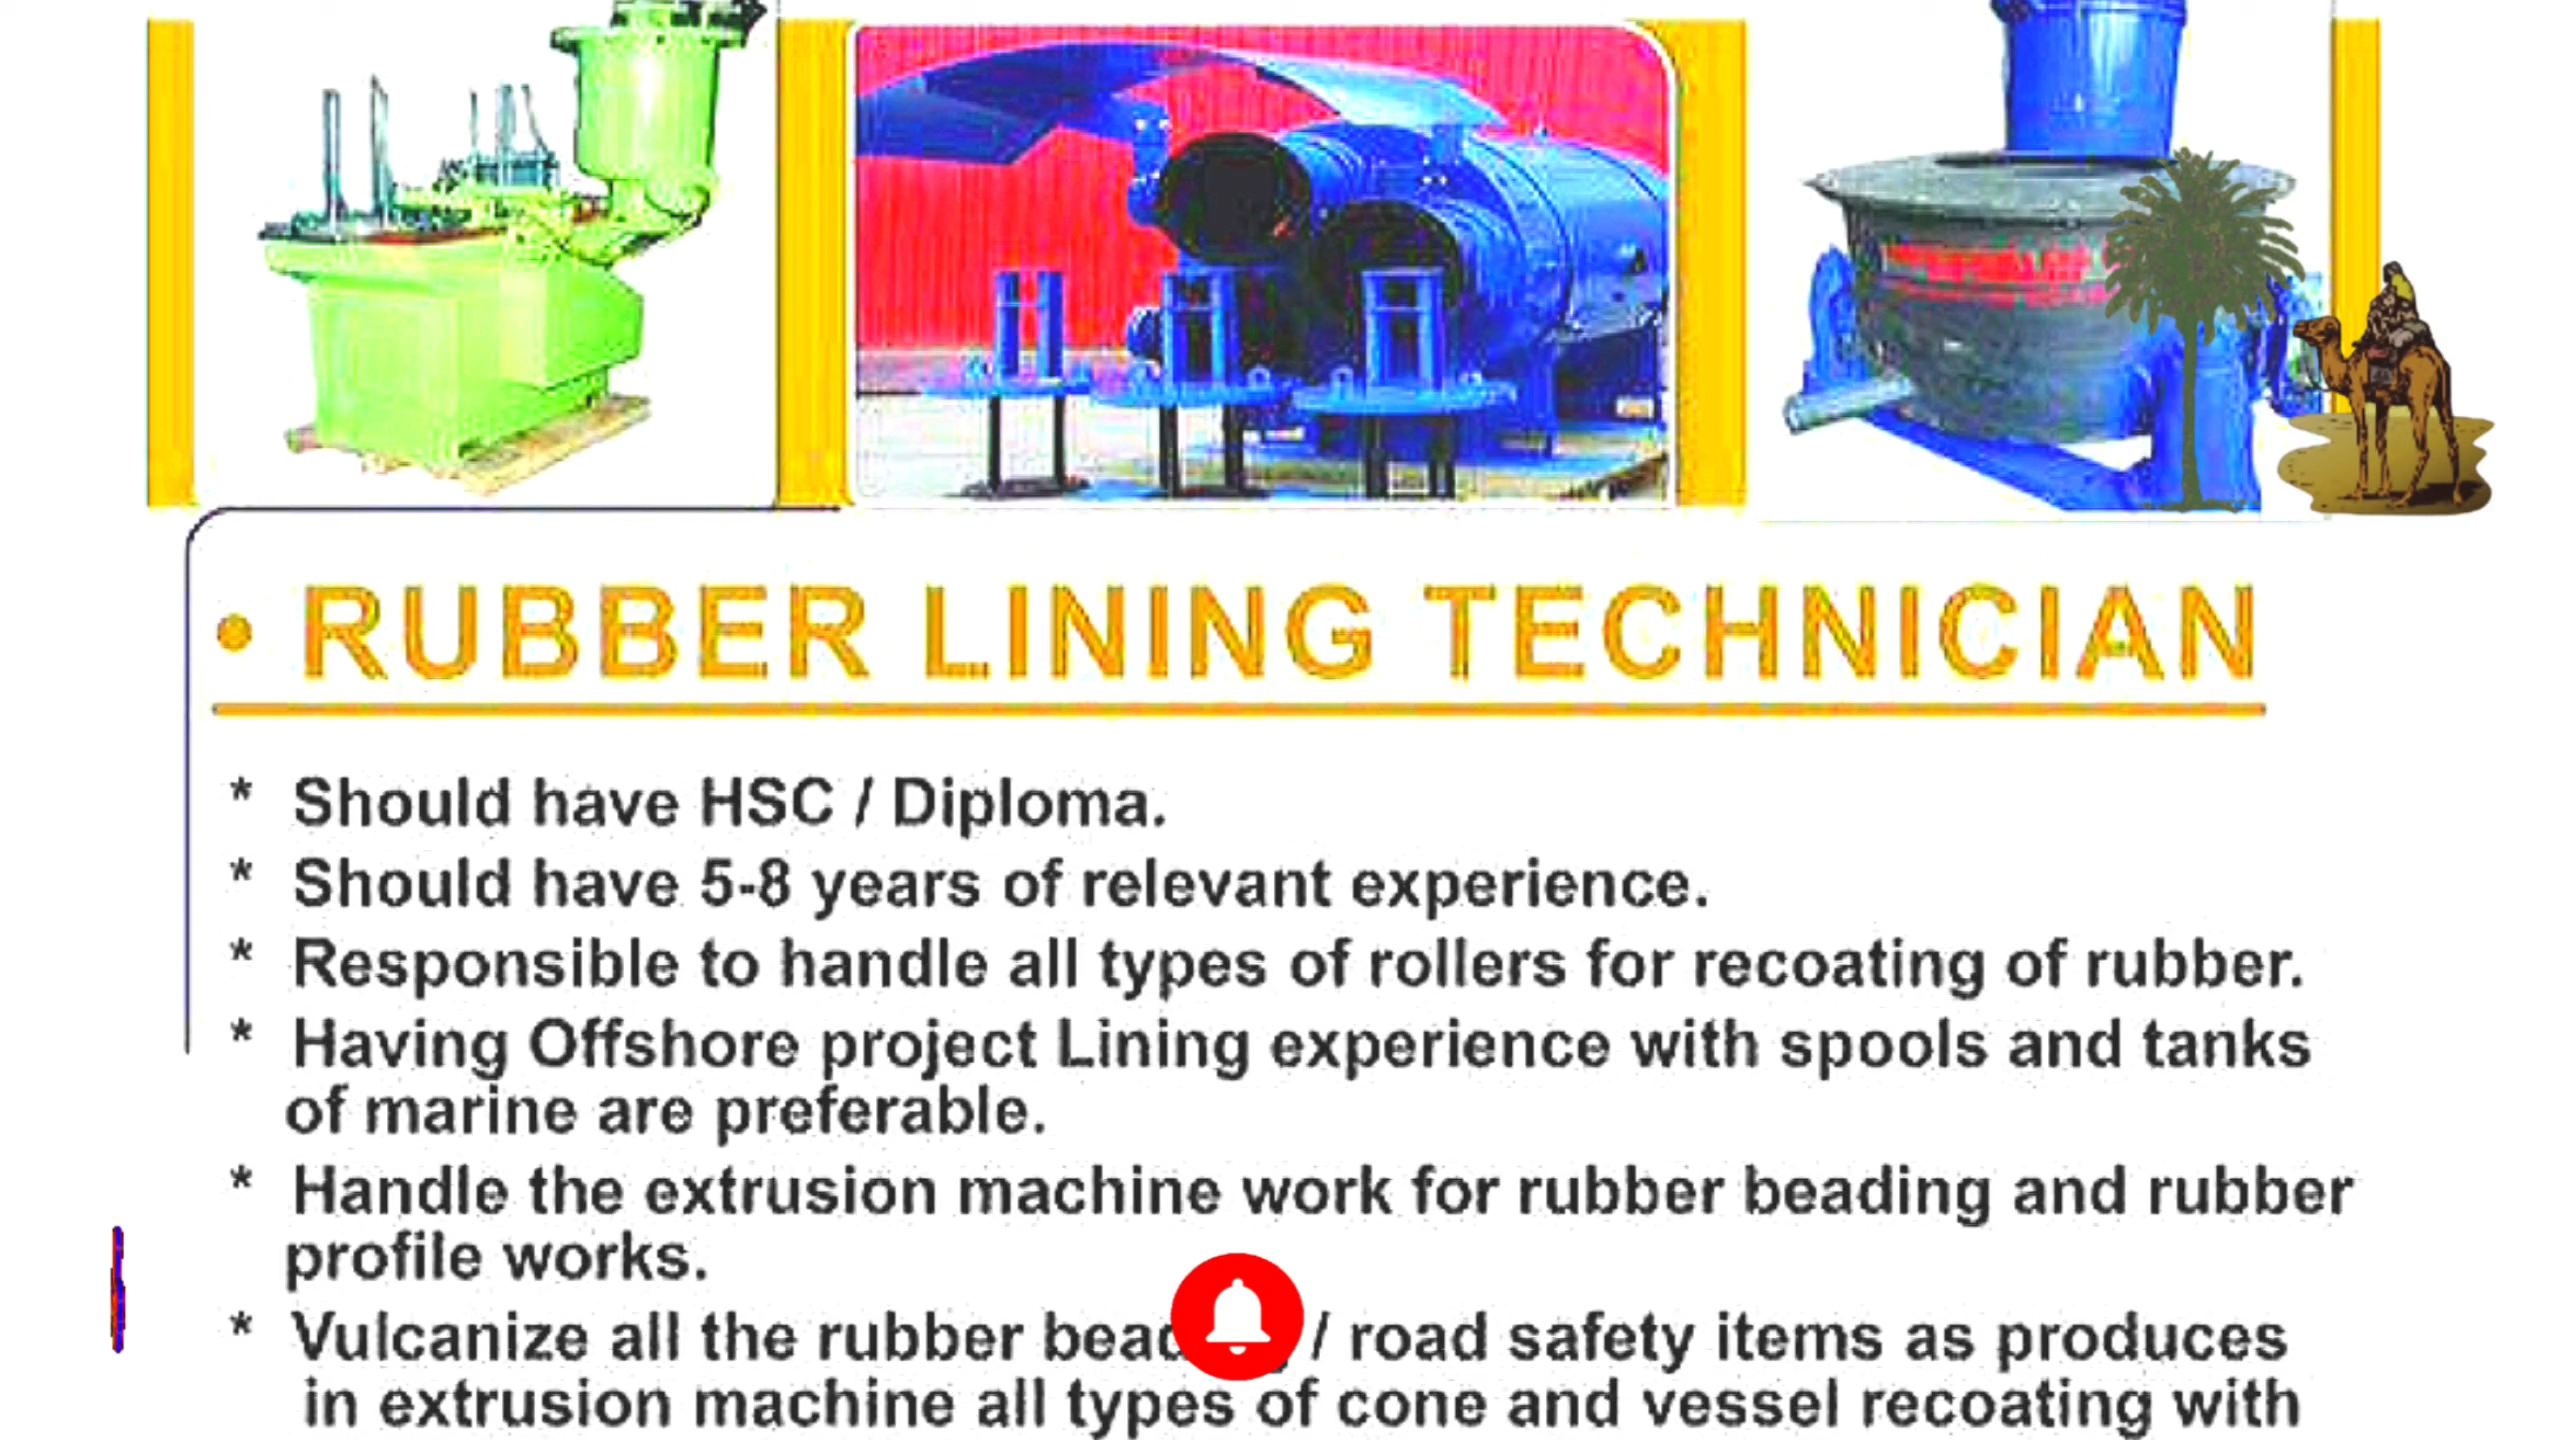 • RUBBER LINING TECHNICIAN
* Should have HSC / Diploma.
* Should have 5-8 years of relevant experience.
* Responsible to handle all types of rollers for recoating of rubber.
* Having Offshore project Lining experience with spools and tanks
of marine are preferable.
* Handle the extrusion machine work for rubber beading and rubber
profile works.
* Vulcanize all the rubber / road safety items as produces
in extrusion machine all types of cone and vessel recoating with